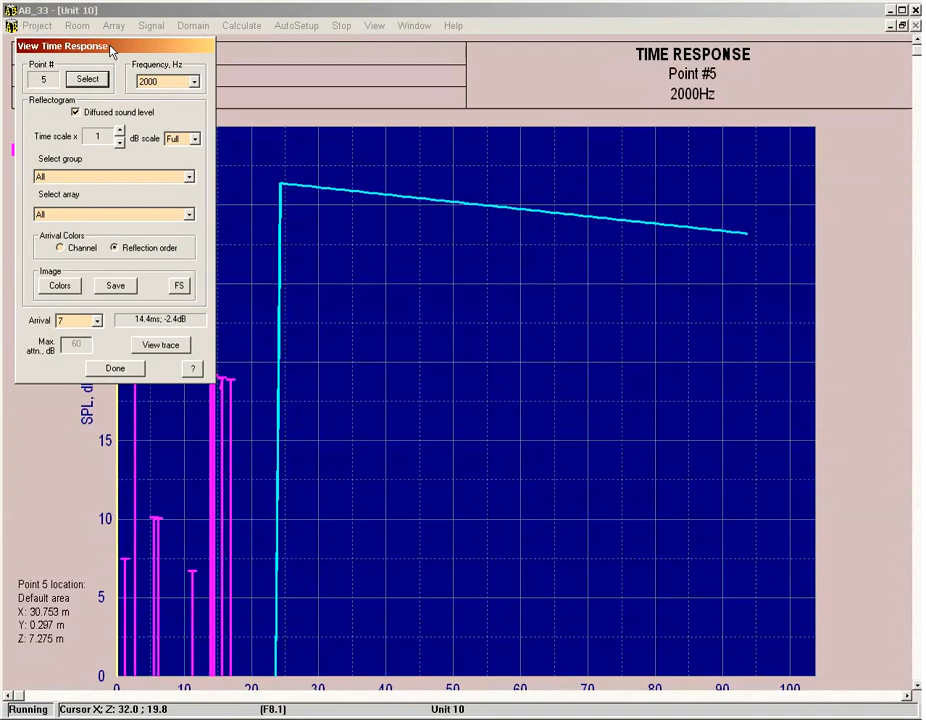 AB_33 - [Unit 10]
Project Room Array Signal Domain Calculate AutoSetup Stop View Window Help
View Time Response
Point #
5
Select
Frequency, Hz
2000
Reflectogram
Diffused sound level
Time scale x
1
dB scale
Full
Select group
All
Select array
All
Arrival Colors
Channel
Reflection order
Image
Colors
Save
FS
Arrival
7
14.4ms; -2.4dB
Max.
attn., dB
60
View trace
Done
?
TIME RESPONSE
Point #5
2000Hz
SPL, d
15
10
5
0
0 10 20 30 40 50 60 70 80 90 100
Point 5 location:
Default area
X: 30.753 m
Y: 0.297 m
Z: 7.275 m
Running
Cursor X; Z: 32.0 ; 19.8
(F8.1)
Unit 10